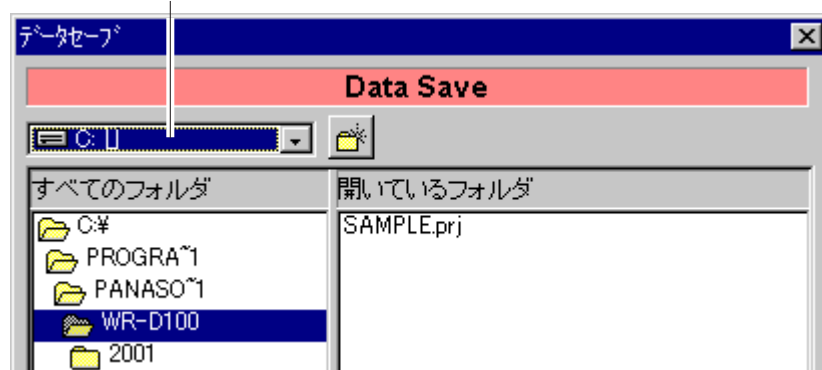 データセーブ
Data Save
C: []
すべてのフォルダ
開いているフォルダ
C:¥
SAMPLE.prj
PROGRA~1
PANASO~1
WR-D100
2001